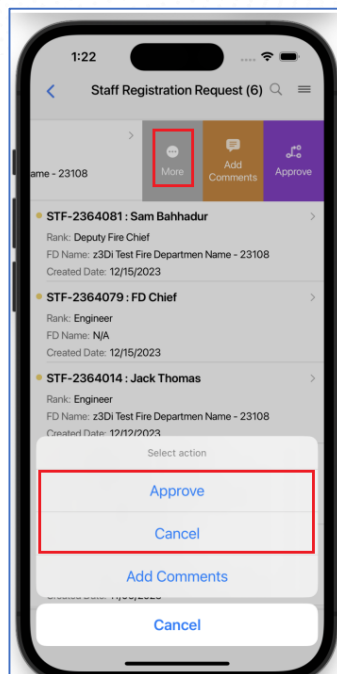 1:22
Staff Registration Request (6)
ame - 23108
More
Add
Comments
Approve
STF-2364081 : Sam Bahhadur
Rank: Deputy Fire Chief
FD Name: z3Di Test Fire Departmen Name - 23108
Created Date: 12/15/2023
STF-2364079 : FD Chief
Rank: Engineer
FD Name: N/A
Created Date: 12/15/2023
STF-2364014 : Jack Thomas
Rank: Engineer
FD Name: z3Di Test Fire Departmen Name - 23108
Created Date: 12/12/2023
Select action
Approve
Cancel
Add Comments
Cancel